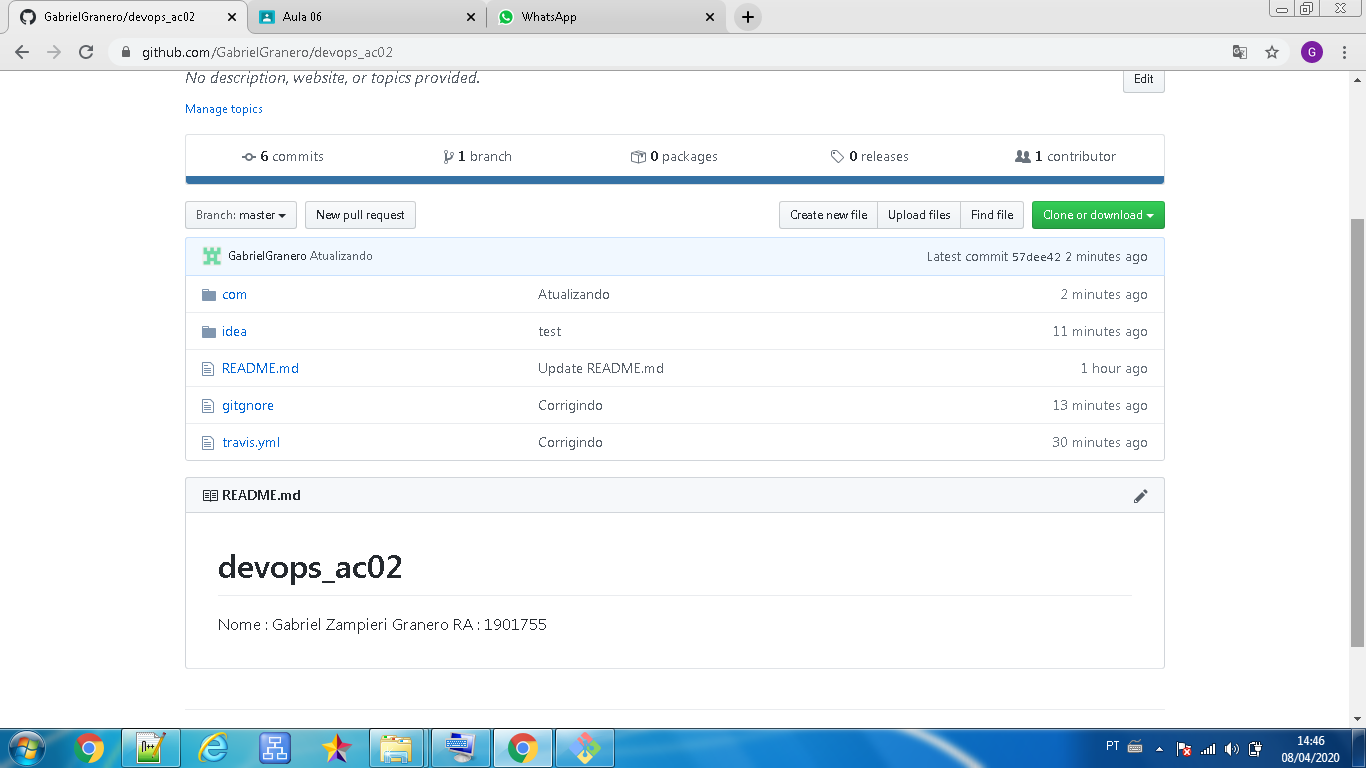 GabrielGranero/devops_ac02
Aula 06
WhatsApp
github.com/GabrielGranero/devops_ac02
G
No description, website, or topics provided.
Edit
Manage topics
6 commits
1 branch
0 packages
0 releases
1 contributor
Branch: master
New pull request
Create new file
Upload files
Find file
Clone or download
GabrielGranero Atualizando
Latest commit 57dee42 2 minutes ago
com Atualizando 2 minutes ago
idea test 11 minutes ago
README.md Update README.md 1 hour ago
gitgnore Corrigindo 13 minutes ago
travis.yml Corrigindo 30 minutes ago
README.md
devops_ac02
Nome : Gabriel Zampieri Granero RA : 1901755
PT
14:46
08/04/2020